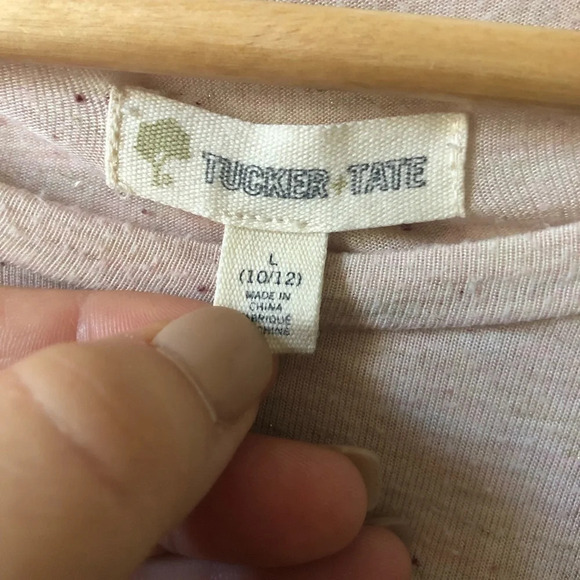 TUCKER+TATE
L
(10/12)
MADE IN
CHINA